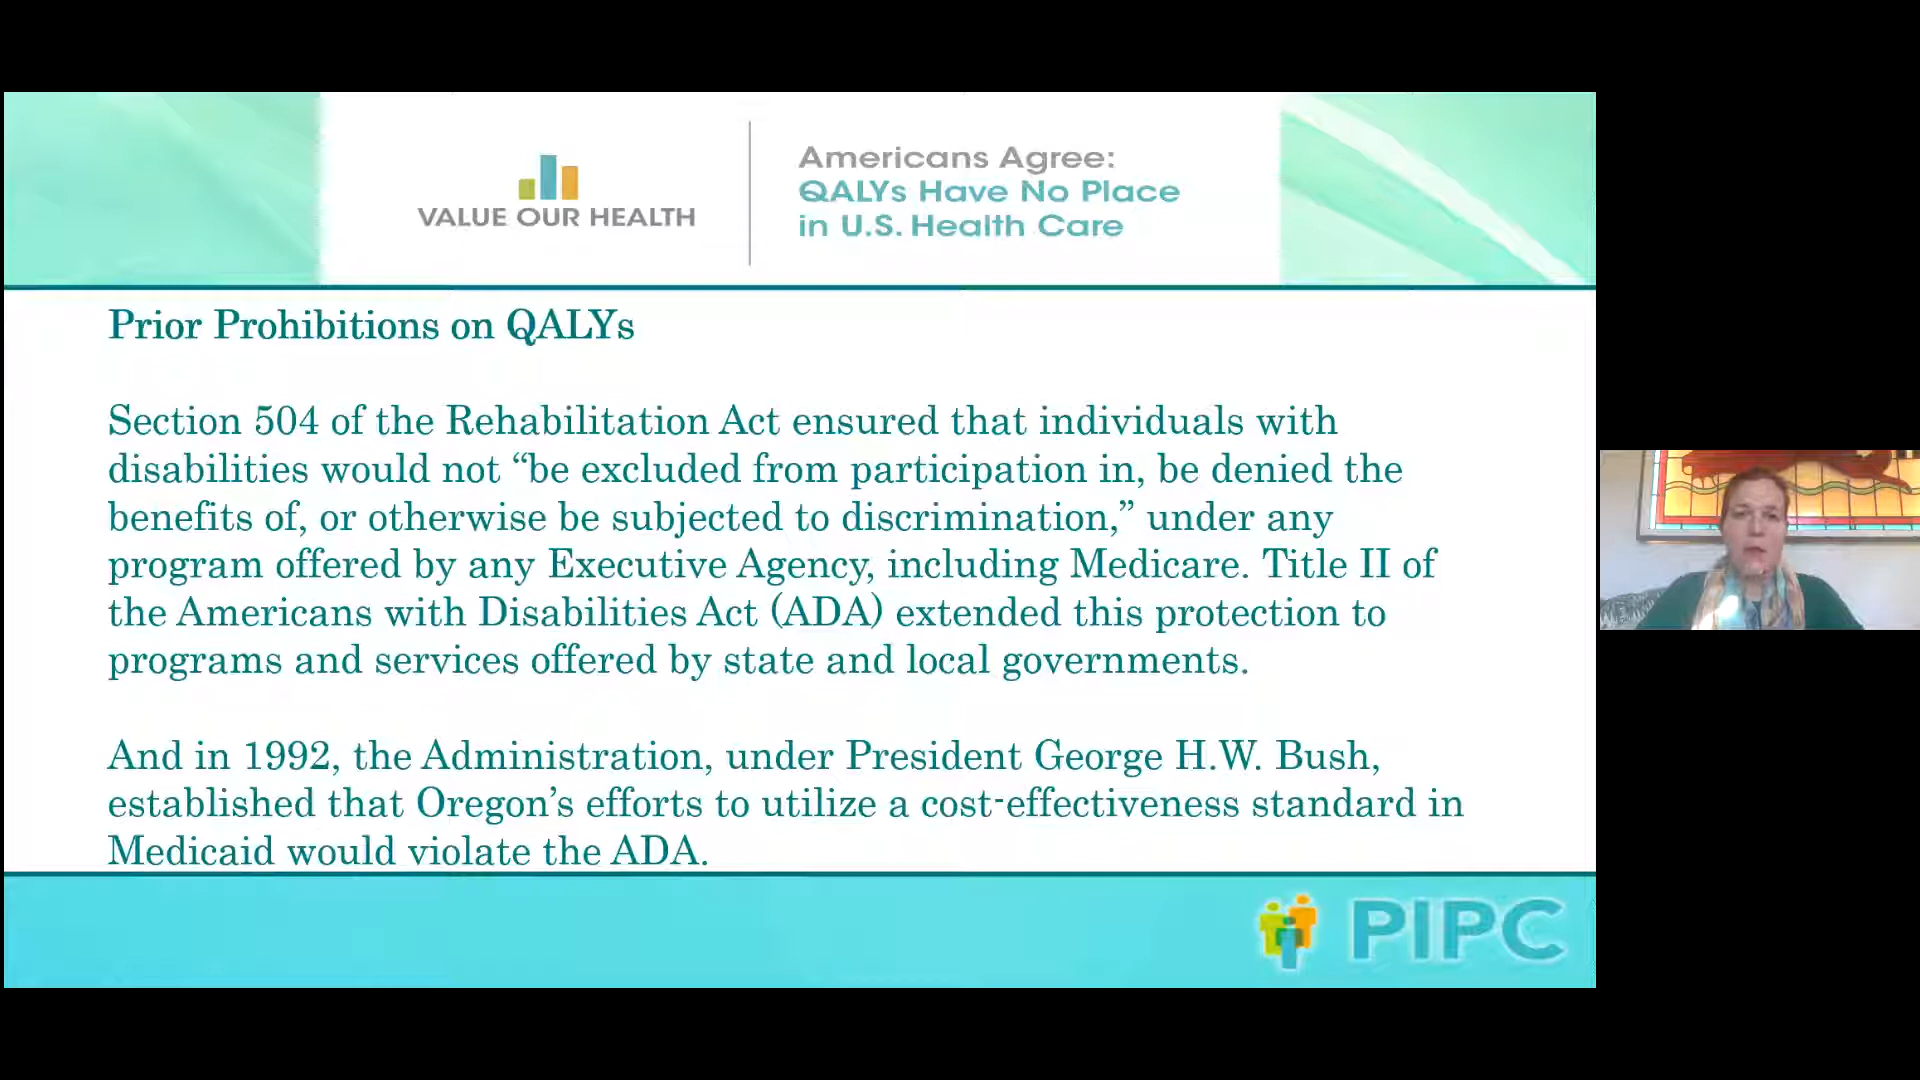 VALUE OUR HEALTH
Americans Agree:
QALYs Have No Place
in U.S. Health Care
Prior Prohibitions on QALYs
Section 504 of the Rehabilitation Act ensured that individuals with
disabilities would not “be excluded from participation in, be denied the
benefits of, or otherwise be subjected to discrimination,” under any
program offered by any Executive Agency, including Medicare. Title II of
the Americans with Disabilities Act (ADA) extended this protection to
programs and services offered by state and local governments.
And in 1992, the Administration, under President George H.W. Bush,
established that Oregon’s efforts to utilize a cost-effectiveness standard in
Medicaid would violate the ADA.
PIPC